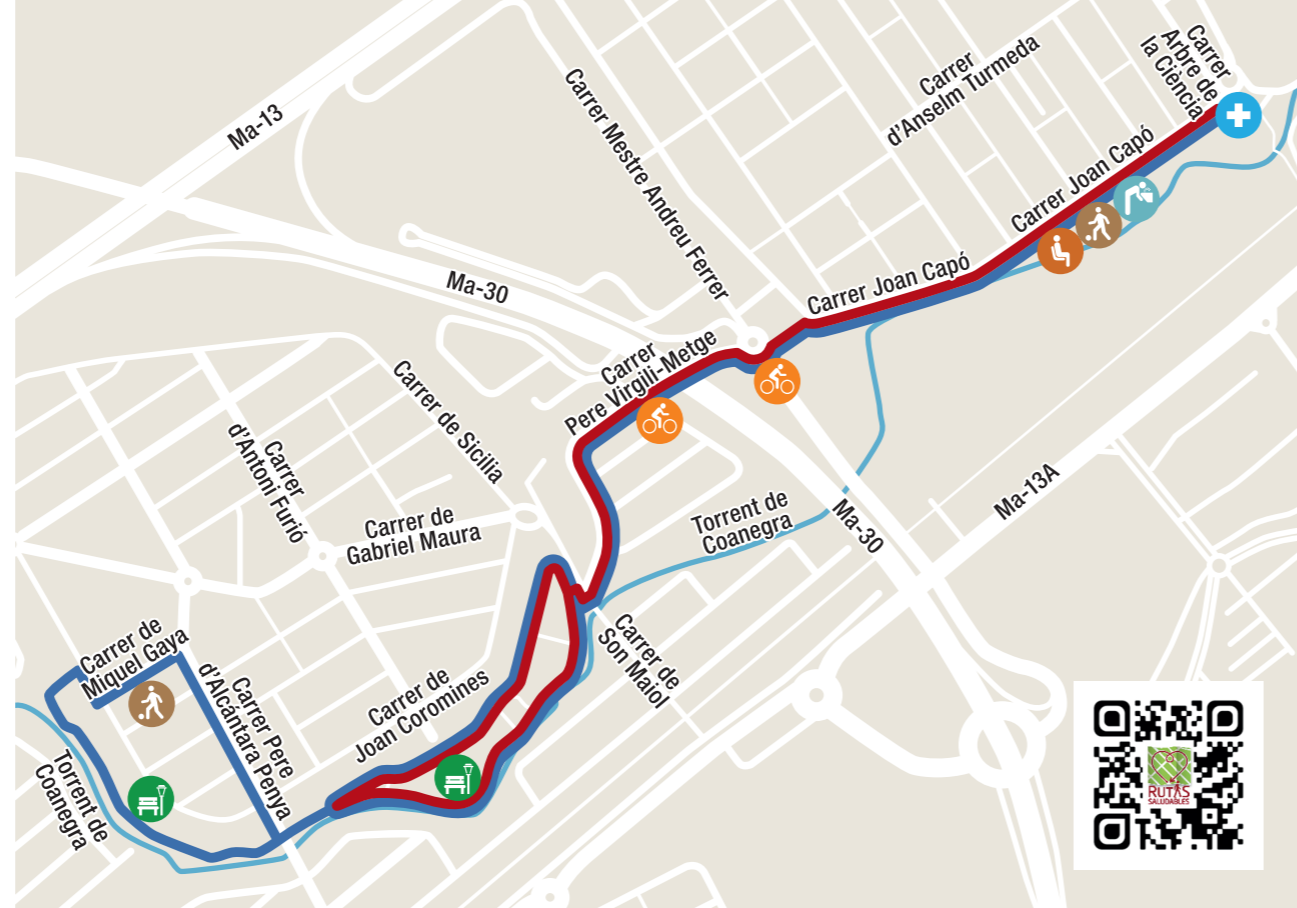 Carrer
Arbre de
la Ciència
Carrer
d'Anselm Turmeda
Ma-13
Carrer Mestre Andreu Ferrer
Carrer Joan Capó
Ma-30
Carrer Joan Capó
Carrer
Pere Virgili-Metge
Carrer de Sicilia
Carrer
d'Antoni Furió
Carrer de
Gabriel Maura
Torrent de
Coanegra
Ma-30
Ma-13A
Carrer de
Son Maiol
Carrer de
Miquel Gaya
Carrer Pere
d'Alcántara Penya
Carrer de
Joan Coromines
Torrent de
Coanegra
RUTAS
SALUDABLES